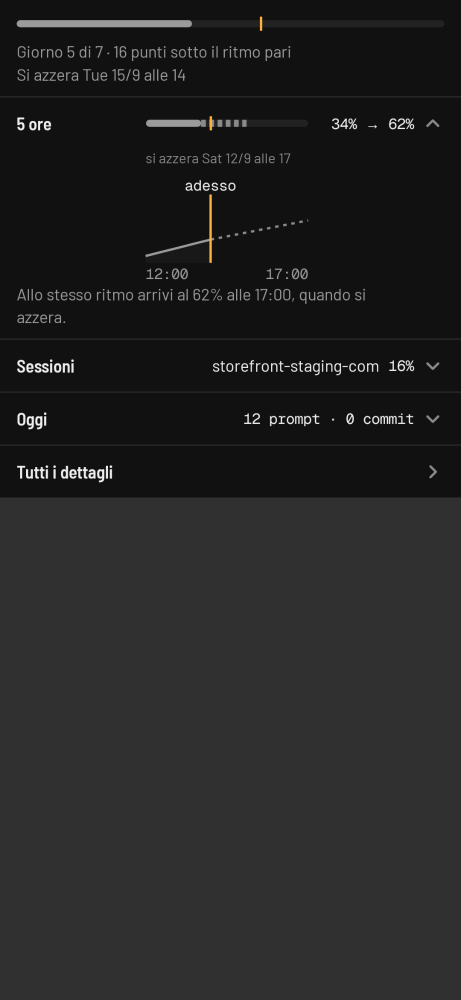 Giorno 5 di 7 · 16 punti sotto il ritmo pari
Si azzera Tue 15/9 alle 14
5 ore 34% → 62%
si azzera Sat 12/9 alle 17
adesso
12:00 17:00
Allo stesso ritmo arrivi al 62% alle 17:00, quando si
azzera.
Sessioni storefront-staging-com 16%
Oggi 12 prompt · 0 commit
Tutti i dettagli